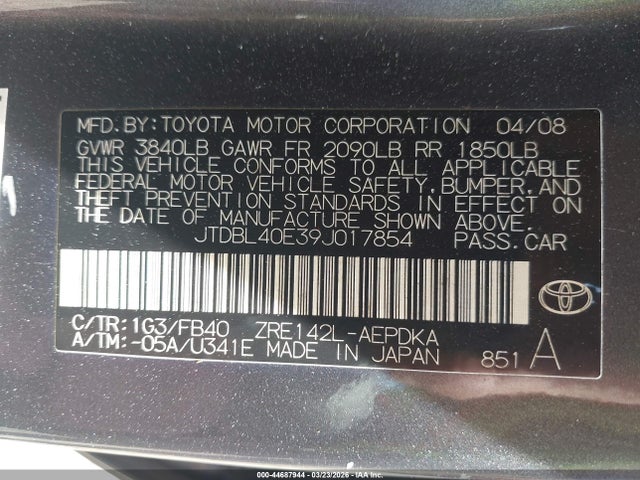 MFD.BY:TOYOTA MOTOR CORPORATION 04/08
GVWR 3840LB GAWR FR 2090LB RR 1850LB
THIS VEHICLE CONFORMS TO ALL APPLICABLE
FEDERAL MOTOR VEHICLE SAFETY,BUMPER,AND
THEFT PREVENTION STANDARDS IN EFFECT ON
THE DATE OF MANUFACTURE SHOWN ABOVE.
JTDBL40E39J017854 PASS.CAR
C/TR:1G3/FB40 ZRE142L-AEPDKA
A/TM:-05A/U341E MADE IN JAPAN 851 A
000-44687944 - 03/23/2026 - IAA Inc.